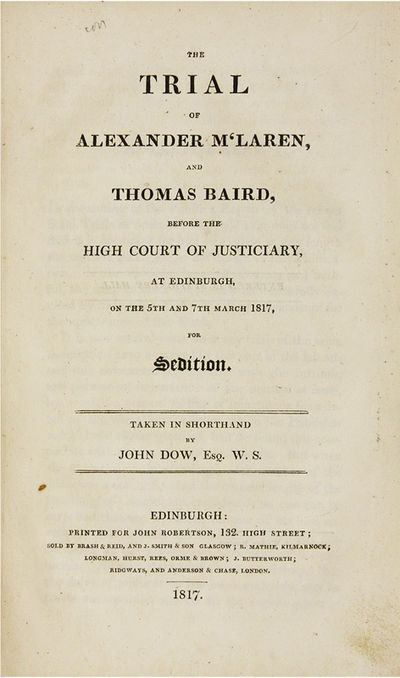 THE
TRIAL
OF
ALEXANDER M‘LAREN,
AND
THOMAS BAIRD,
BEFORE THE
HIGH COURT OF JUSTICIARY,
AT EDINBURGH,
ON THE 5TH AND 7TH MARCH 1817,
FOR
Sedition.
TAKEN IN SHORTHAND
BY
JOHN DOW, ESQ. W. S.
EDINBURGH:
PRINTED FOR JOHN ROBERTSON, 132. HIGH STREET;
SOLD BY BRASH & REID, AND J. SMITH & SON GLASGOW; R. MATHIE, KILMARNOCK;
LONGMAN, HURST, REES, ORME & BROWN; J. BUTTERWORTH;
RIDGWAYS, AND ANDERSON & CHASE, LONDON.
1817.